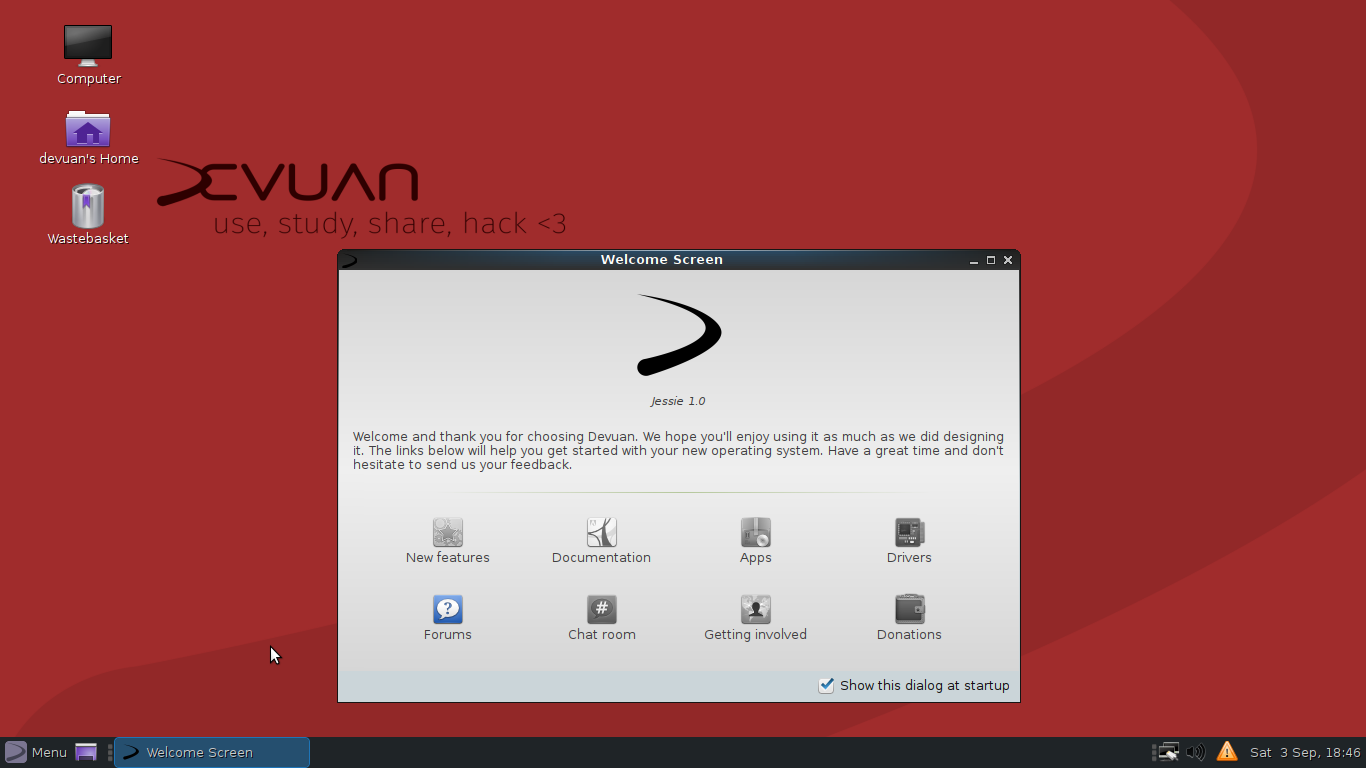 Computer
devuan's Home
Wastebasket
DEVUAN
use, study, share, hack <3
Welcome Screen
Jessie 1.0
Welcome and thank you for choosing Devuan. We hope you'll enjoy using it as much as we did designing
it. The links below will help you get started with your new operating system. Have a great time and don't
hesitate to send us your feedback.
New features
Documentation
Apps
Drivers
Forums
Chat room
Getting involved
Donations
Show this dialog at startup
Menu
Welcome Screen
Sat 3 Sep, 18:46